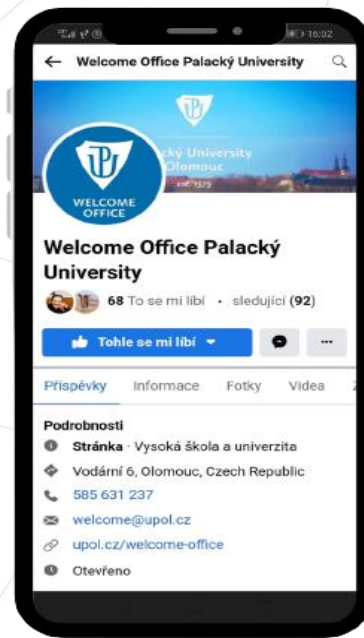 16:02
Welcome Office Palacký University
Palacký University
Olomouc
WELCOME
OFFICE
Welcome Office Palacký
University
68 To se mi líbí · sledující (92)
Tohle se mi líbí
Příspěvky Informace Fotky Videa
Podrobnosti
Stránka · Vysoká škola a univerzita
Vodární 6, Olomouc, Czech Republic
585 631 237
welcome@upol.cz
upol.cz/welcome-office
Otevřeno